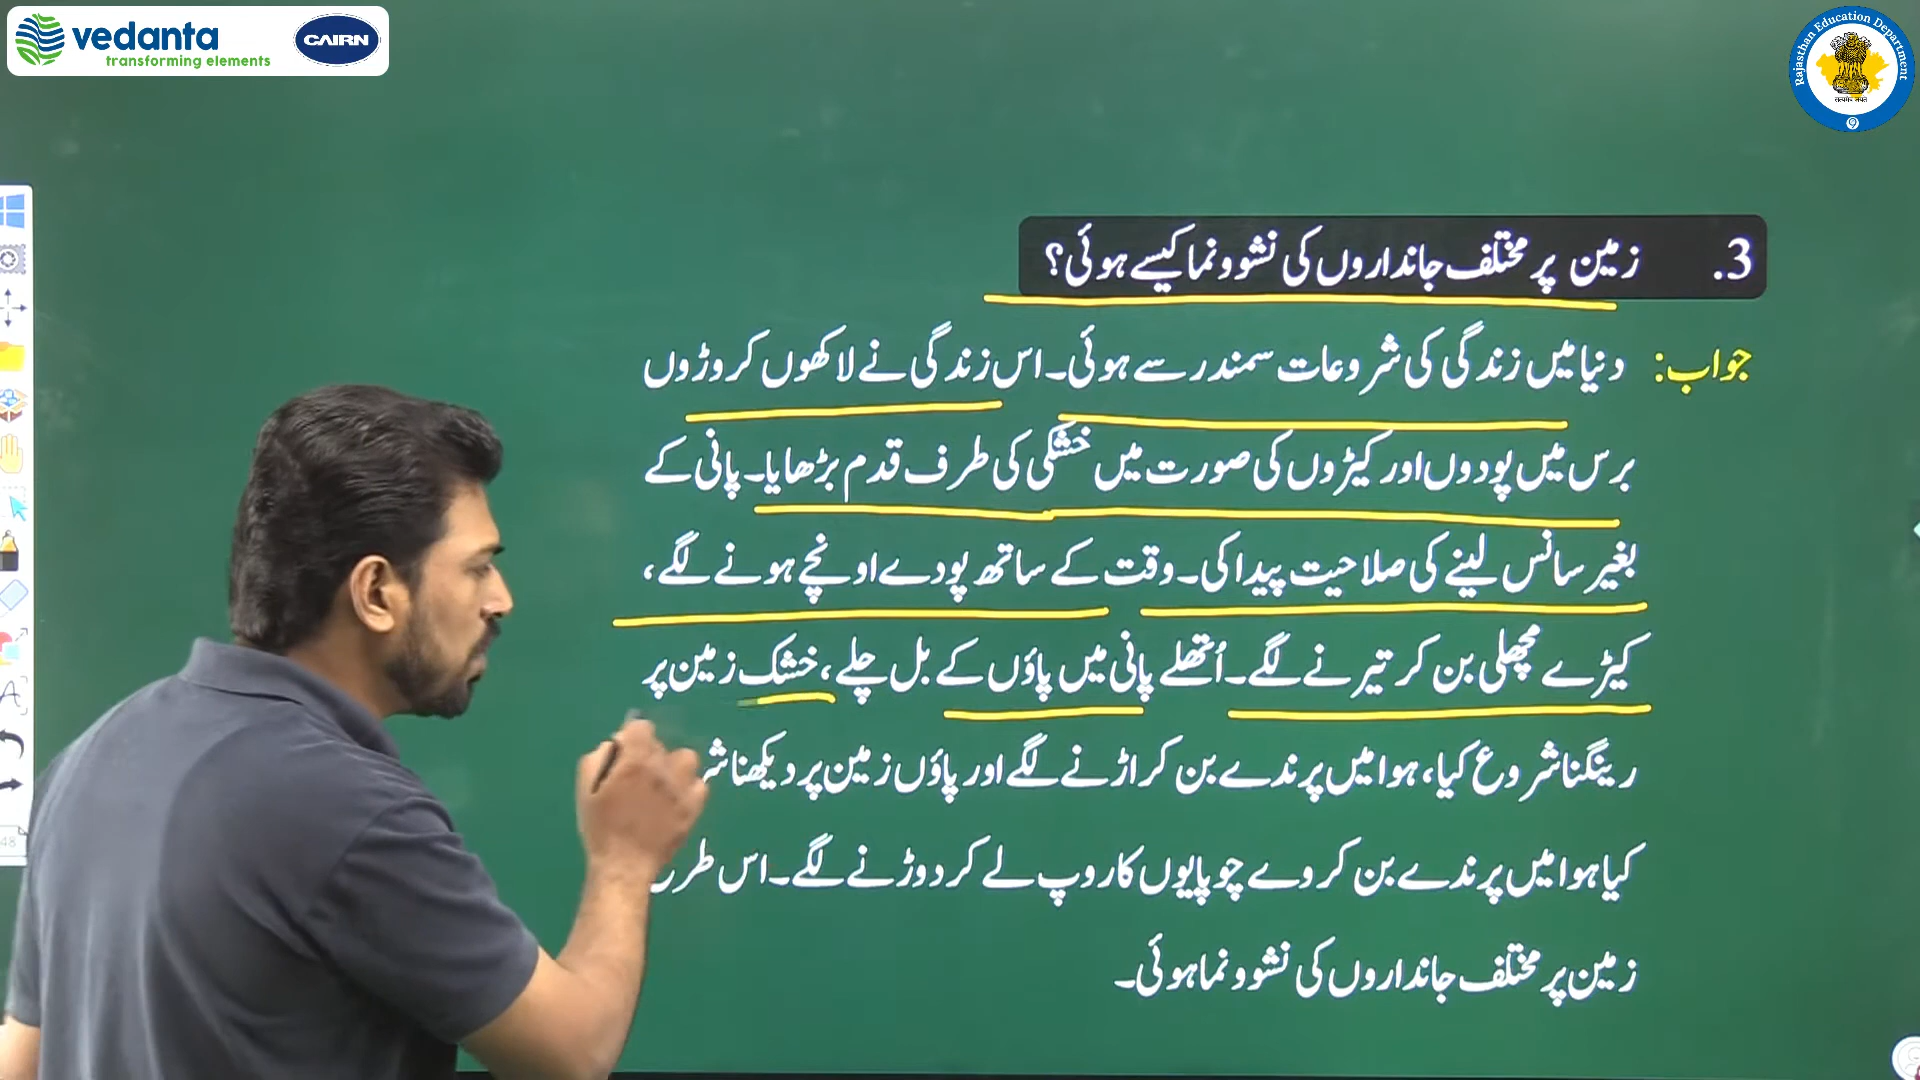 vedanta
transforming elements
CAIRN
Rajasthan Education Department
सत्यमेव जयते
3. زمین پر مختلف جانداروں کی نشوونما کیسے ہوئی؟
جواب: دنیا میں زندگی کی شروعات سمندر سے ہوئی۔ اس زندگی نے لاکھوں کروڑوں
برس میں پودوں اور کیڑوں کی صورت میں خشکی کی طرف قدم بڑھایا۔ پانی کے
بغیر سانس لینے کی صلاحیت پیدا کی۔ وقت کے ساتھ پودے اونچے ہونے لگے،
کیڑے مچھلی بن کر تیرنے لگے۔ اُتھلے پانی میں پاؤں کے بل چلے، خشک زمین پر
رینگنا شروع کیا، ہوا میں پرندے بن کر اڑنے لگے اور پاؤں زمین پر دیکھنا
کیا ہوا میں پرندے بن کر وے چوپایوں کا روپ لے کر دوڑنے لگے۔ اس
زمین پر مختلف جانداروں کی نشوونما ہوئی۔
48